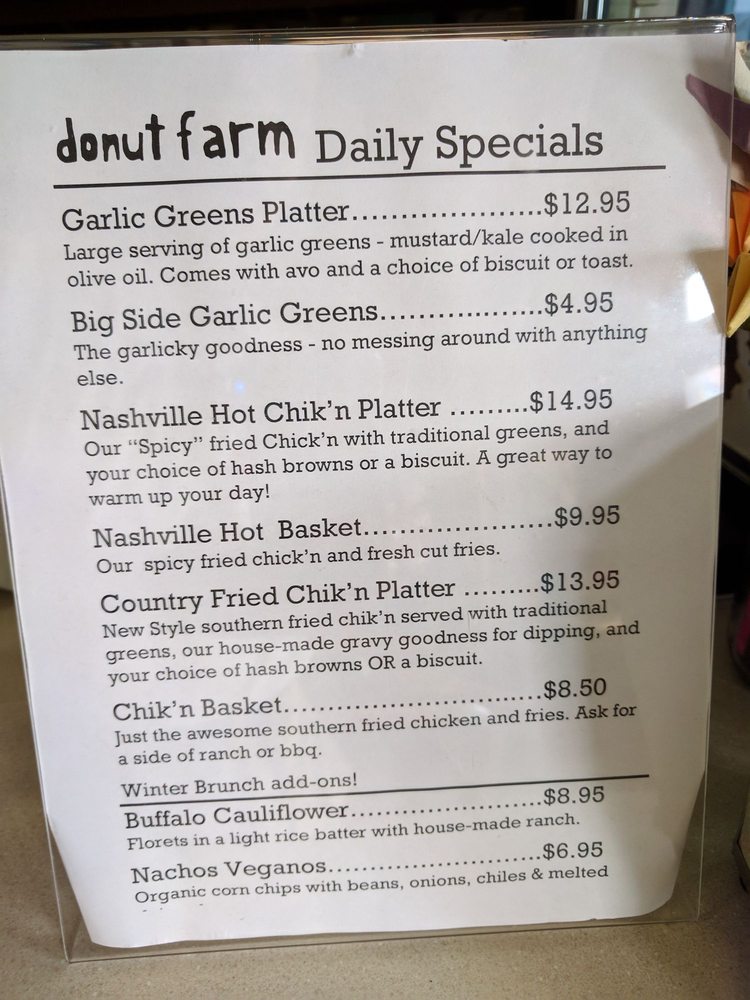 donut farm Daily Specials
Garlic Greens Platter.....................$12.95
Large serving of garlic greens - mustard/kale cooked in
olive oil. Comes with avo and a choice of biscuit or toast.
Big Side Garlic Greens..................$4.95
The garlicky goodness - no messing around with anything
else.
Nashville Hot Chik'n Platter .........$14.95
Our "Spicy" fried Chick'n with traditional greens, and
your choice of hash browns or a biscuit. A great way to
warm up your day!
Nashville Hot  Basket.....................$9.95
Our  spicy fried chick'n and fresh cut fries.
Country Fried Chik'n Platter .........$13.95
New Style southern fried chik'n served with traditional
greens, our house-made gravy goodness for dipping, and
your choice of hash browns OR a biscuit.
Chik'n Basket...............................$8.50
Just the awesome southern fried chicken and fries. Ask for
a side of ranch or bbq.
Winter Brunch add-ons!
Buffalo Cauliflower.......................$8.95
Florets in a light rice batter with house-made ranch.
Nachos Veganos.........................$6.95
Organic corn chips with beans, onions, chiles & melted